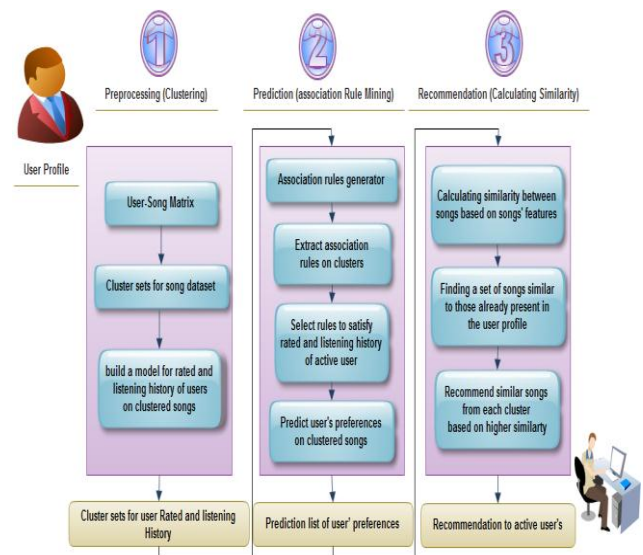 1
2
3
Preprocessing (Clustering)
Prediction (association Rule Mining)
Recommendation (Calculating Similarity)
User Profile
User-Song Matrix
Cluster sets for song dataset
build a model for rated and
listening history of users
on clustered songs
Cluster sets for user Rated and listening
History
Association rules generator
Extract association
rules on clusters
Select rules to satisfy
rated and listening history
of active user
Predict user's preferences
on clustered songs
Prediction list of user' preferences
Calculating similarity between
songs based on songs' features
Finding a set of songs similar
to those already present in
the user profile
Recommend similar songs
from each cluster
based on higher similarty
Recommendation to active user's